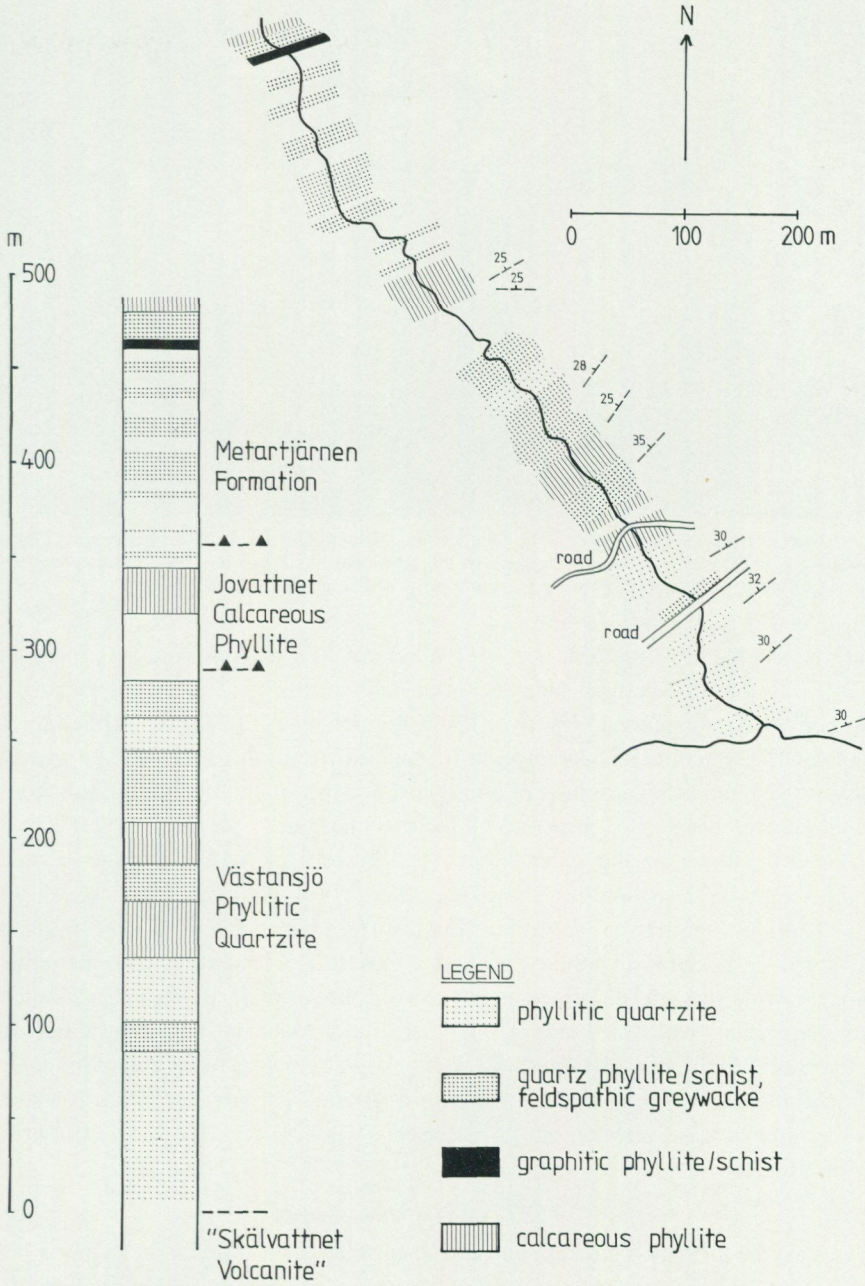 N
0 100 200 m
m
500
400
300
200
100
0
Metartjärnen
Formation
Jovattnet
Calcareous
Phyllite
Västansjö
Phyllitic
Quartzite
"Skälvattnet
Volcanite"
25
25
28
25
35
30
32
30
30
road
road
LEGEND
phyllitic quartzite
quartz phyllite/schist,
feldspathic greywacke
graphitic phyllite/schist
calcareous phyllite